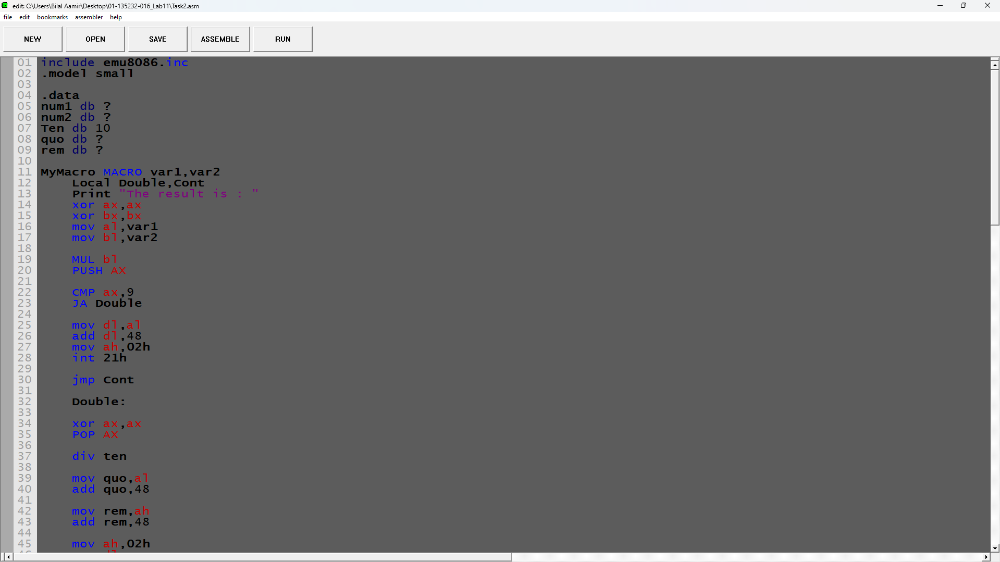 edit: C:\Users\Bilal Aamir\Desktop\01-135232-016_Lab11\Task2.asm
file edit bookmarks assembler help
NEW OPEN SAVE ASSEMBLE RUN
01 include emu8086.inc
02 .model small
03
04 .data
05 num1 db ?
06 num2 db ?
07 Ten db 10
08 quo db ?
09 rem db ?
10
11 MyMacro MACRO var1,var2
12 Local Double,Cont
13 Print "The result is : "
14 xor ax,ax
15 xor bx,bx
16 mov al,var1
17 mov bl,var2
18
19 MUL bl
20 PUSH AX
21
22 CMP ax,9
23 JA Double
24
25 mov dl,al
26 add dl,48
27 mov ah,02h
28 int 21h
29
30 jmp Cont
31
32 Double:
33
34 xor ax,ax
35 POP AX
36
37 div ten
38
39 mov quo,al
40 add quo,48
41
42 mov rem,ah
43 add rem,48
44
45 mov ah,02h